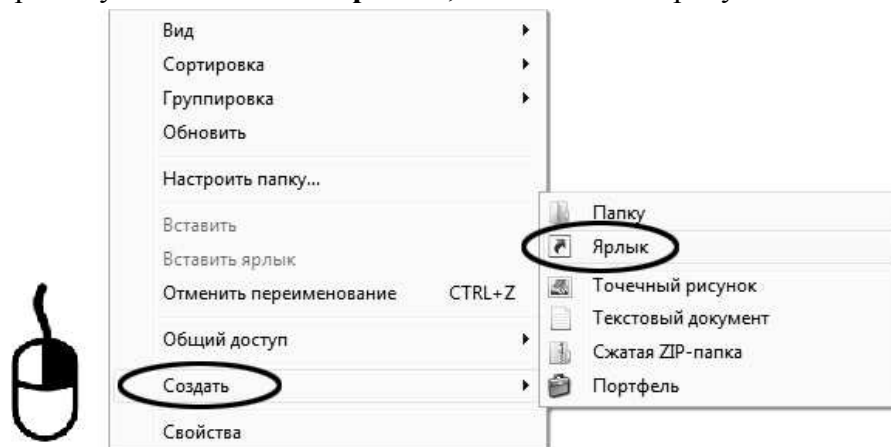 Вид
Сортировка
Группировка
Обновить
Настроить папку...
Вставить
Вставить ярлык
Отменить переименование CTRL+Z
Общий доступ
Создать
Свойства
Папку
Ярлык
Точечный рисунок
Текстовый документ
Сжатая ZIP-папка
Портфель